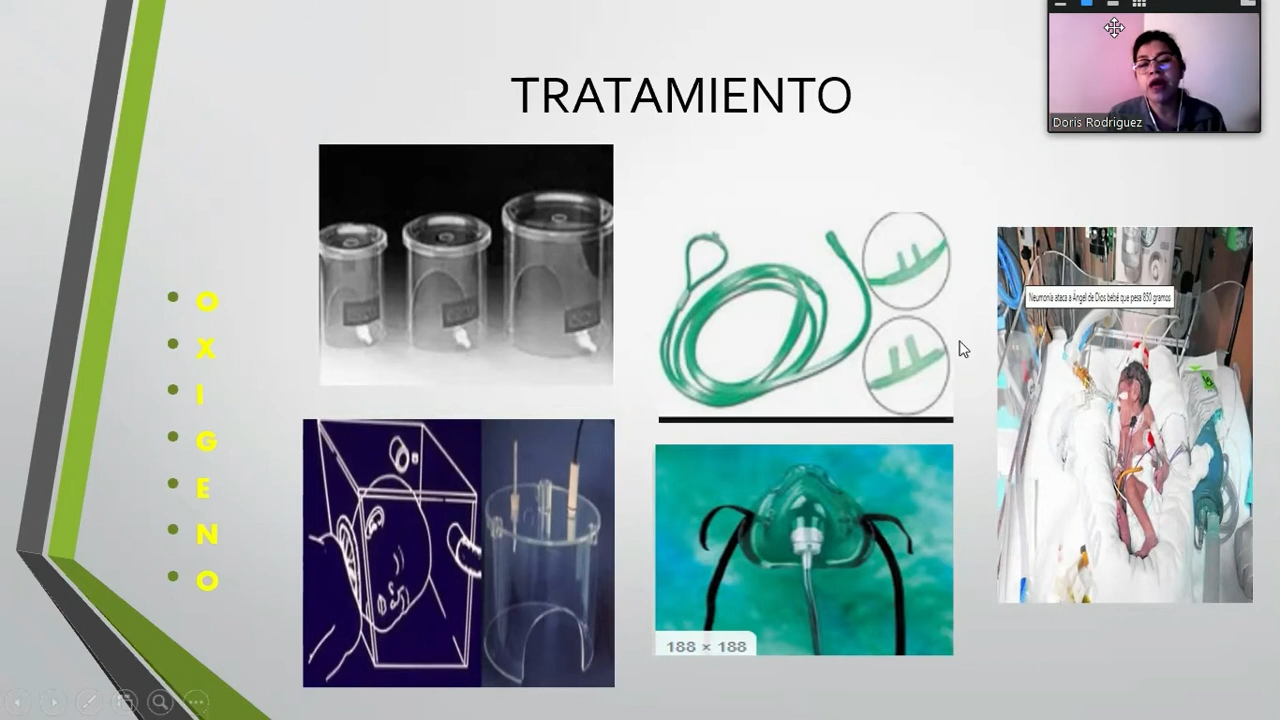 TRATAMIENTO
Doris Rodriguez
O
X
I
G
E
N
O
Neumonía ataca a Ángel de Dios bebé que pesa 850 gramos
188 × 188